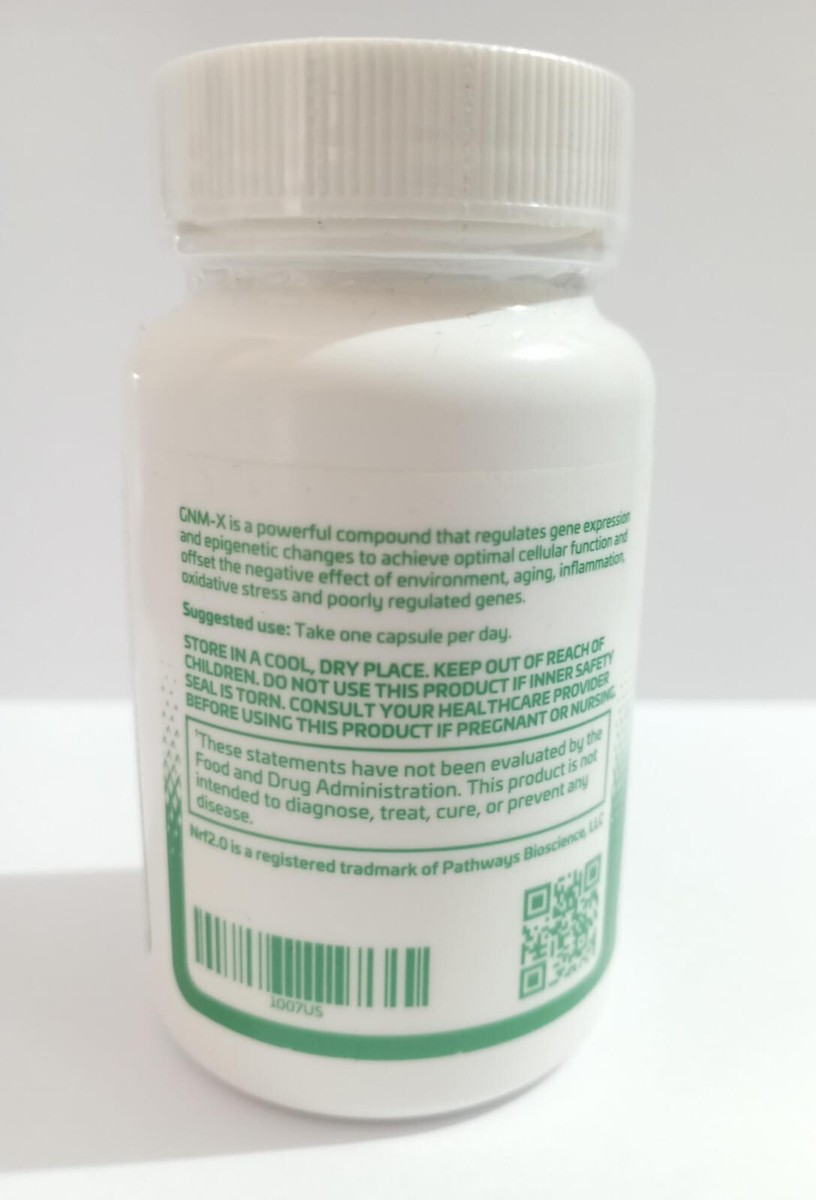 GNM-X is a powerful compound that regulates gene expression
and epigenetic changes to achieve optimal cellular function and
offset the negative effect of environment, aging, inflammation,
oxidative stress and poorly regulated genes.
Suggested use: Take one capsule per day.
STORE IN A COOL, DRY PLACE. KEEP OUT OF REACH OF
CHILDREN. DO NOT USE THIS PRODUCT IF INNER SAFETY
SEAL IS TORN. CONSULT YOUR HEALTHCARE PROVIDER
BEFORE USING THIS PRODUCT IF PREGNANT OR NURSING.
†These statements have not been evaluated by the
Food and Drug Administration. This product is not
intended to diagnose, treat, cure, or prevent any
disease.
Nrf2.0 is a registered tradmark of Pathways Bioscience, LLC
1007US